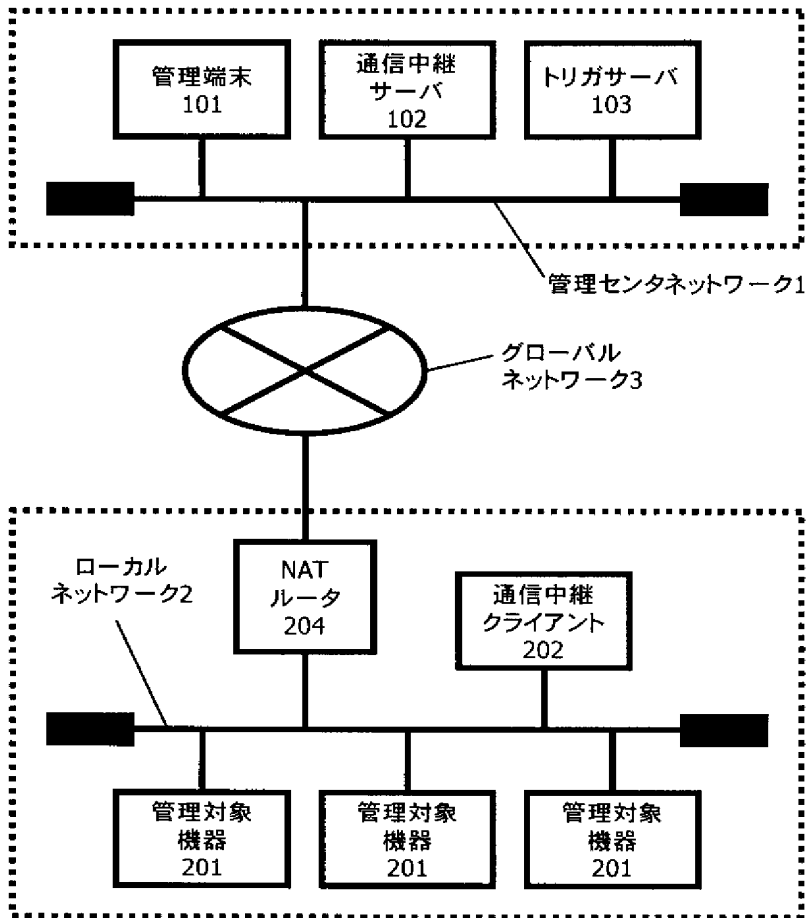 管理端末
101
通信中継
サーバ
102
トリガサーバ
103
管理センタネットワーク1
グローバル
ネットワーク3
ローカル
ネットワーク2
NAT
ルータ
204
通信中継
クライアント
202
管理対象
機器
201
管理対象
機器
201
管理対象
機器
201